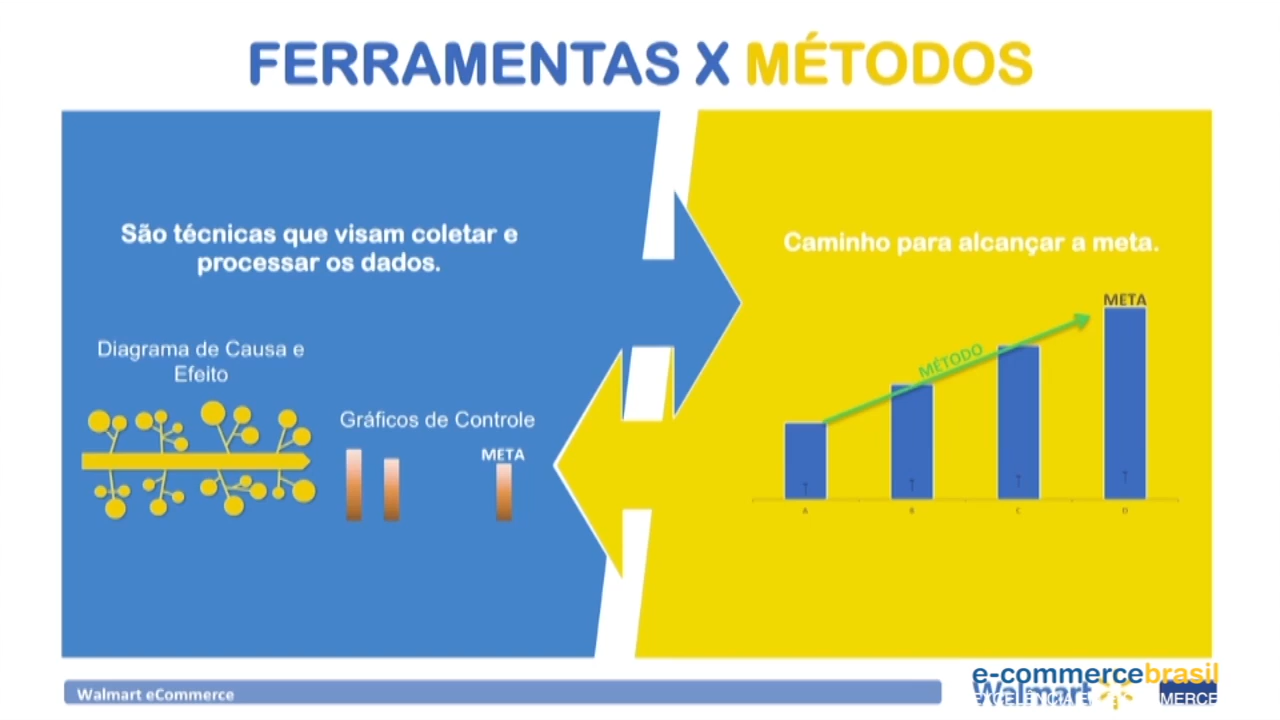 FERRAMENTAS X MÉTODOS
São técnicas que visam coletar e
processar os dados.
Diagrama de Causa e
Efeito
Gráficos de Controle
META
Caminho para alcançar a meta.
META
MÉTODO
A
B
C
D
Walmart eCommerce
e-commercebrasil
Walmart